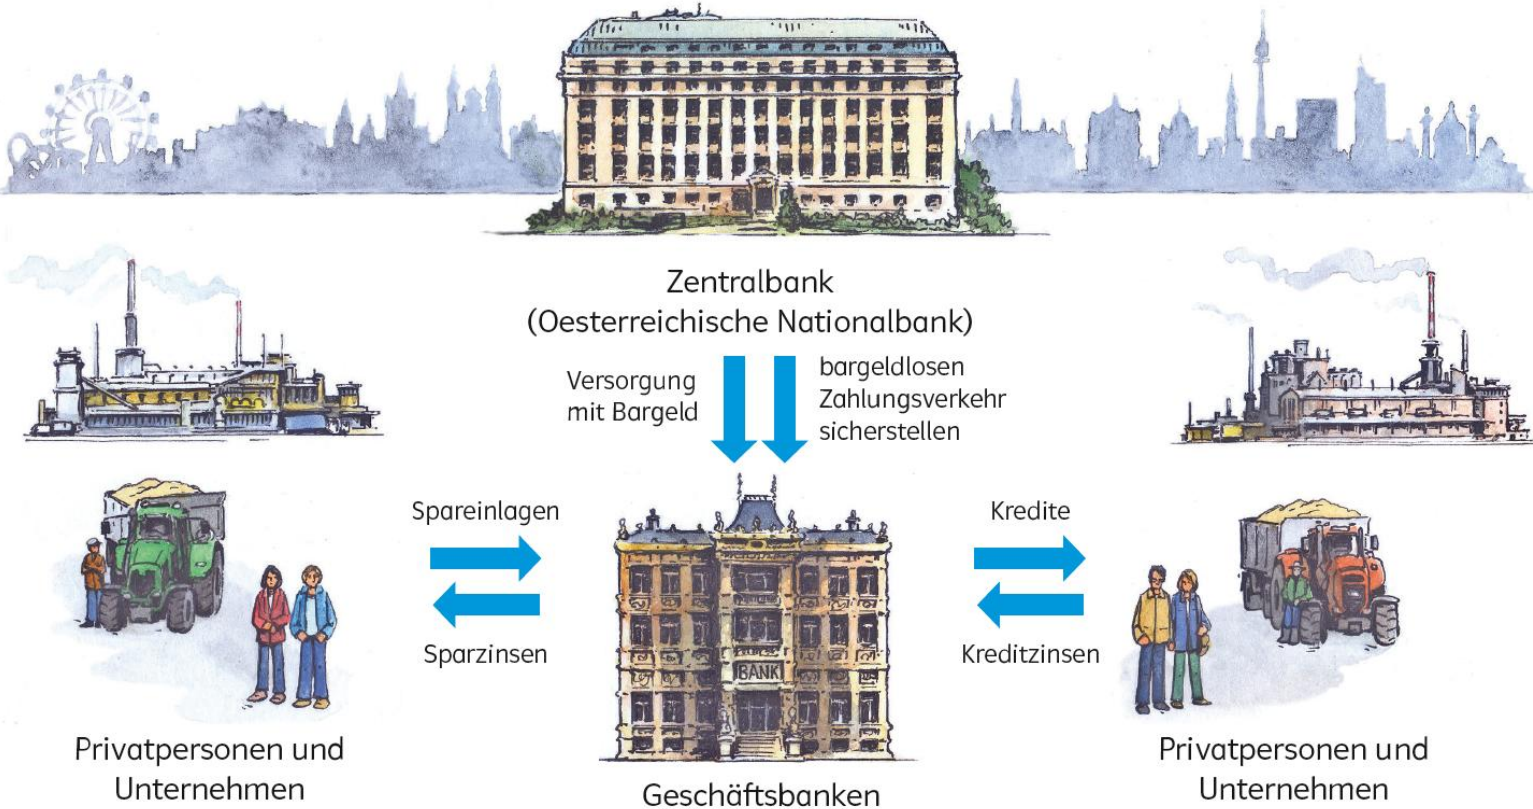 Zentralbank
(Oesterreichische Nationalbank)
Versorgung
mit Bargeld
bargeldlosen
Zahlungsverkehr
sicherstellen
Spareinlagen
Sparzinsen
Kredite
Kreditzinsen
BANK
Privatpersonen und
Unternehmen
Geschäftsbanken
Privatpersonen und
Unternehmen